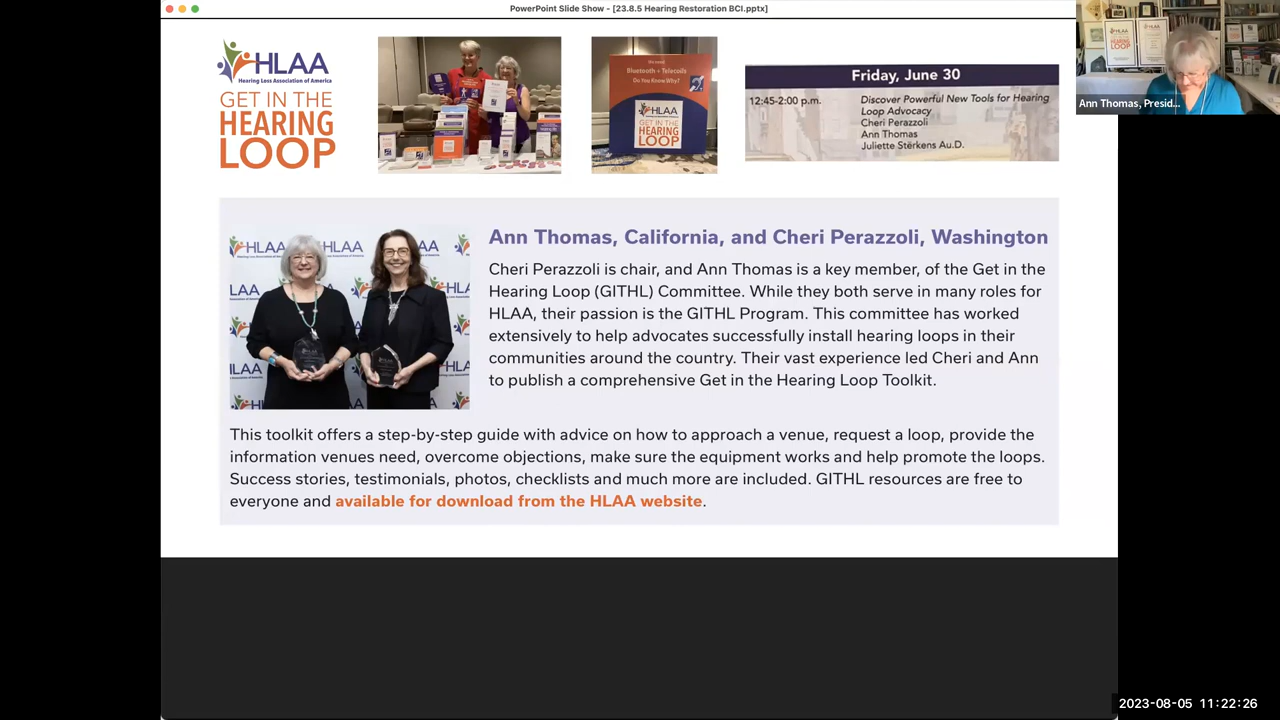 PowerPoint Slide Show - [23.8.5 Hearing Restoration BCI.pptx]
HLAA
Hearing Loss Association of America
GET IN THE
HEARING
LOOP
Bluetooth = Telecoils
Do You Know Why?
HLAA
GET IN THE
HEARING
LOOP
Friday, June 30
12:45-2:00 p.m.
Discover Powerful New Tools for Hearing
Loop Advocacy
Cheri Perazzoli
Ann Thomas
Juliette Sterkens Au.D.
HEARING
LOOP
Ann Thomas, Presid...
Ann Thomas, California, and Cheri Perazzoli, Washington
Cheri Perazzoli is chair, and Ann Thomas is a key member, of the Get in the
Hearing Loop (GITHL) Committee. While they both serve in many roles for
HLAA, their passion is the GITHL Program. This committee has worked
extensively to help advocates successfully install hearing loops in their
communities around the country. Their vast experience led Cheri and Ann
to publish a comprehensive Get in the Hearing Loop Toolkit.
This toolkit offers a step-by-step guide with advice on how to approach a venue, request a loop, provide the
information venues need, overcome objections, make sure the equipment works and help promote the loops.
Success stories, testimonials, photos, checklists and much more are included. GITHL resources are free to
everyone and available for download from the HLAA website.
2023-08-05 11:22:26